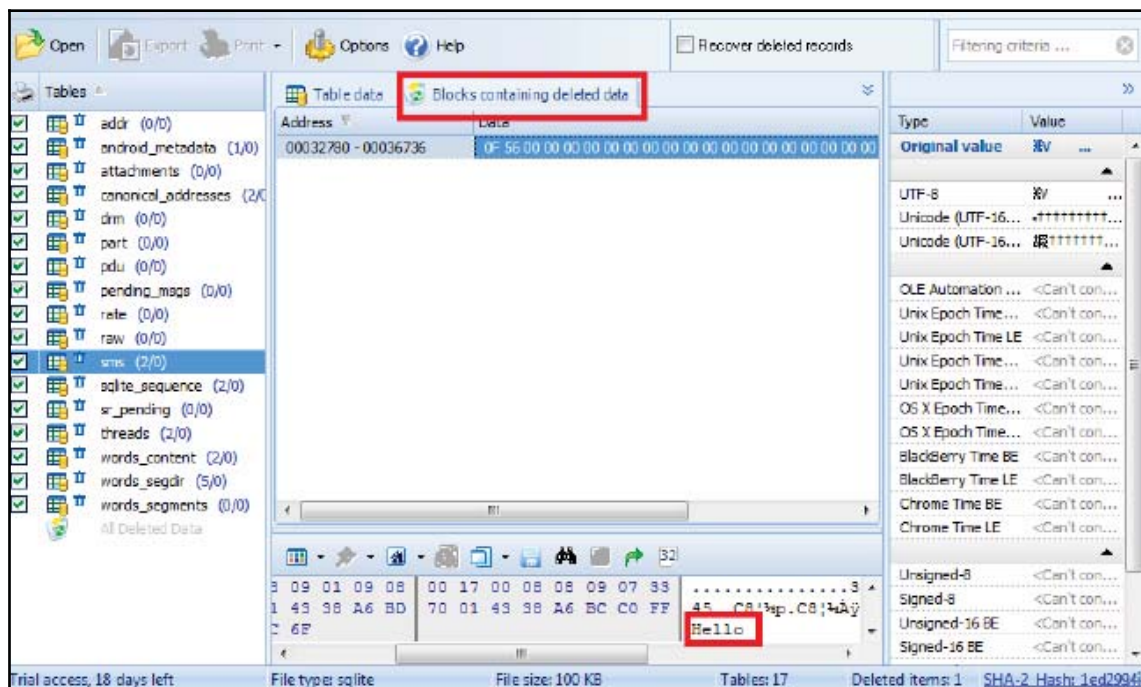 Open Export Print Options Help Recover deleted records Filtering criteria ...
Tables
addr (0/0)
android_metadata (1/0)
attachments (0/0)
canonical_addresses (2/0
drm (0/0)
part (0/0)
pdu (0/0)
pending_msgs (0/0)
rate (0/0)
raw (0/0)
sms (2/0)
sqlite_sequence (2/0)
sr_pending (0/0)
threads (2/0)
words_content (2/0)
words_segdir (5/0)
words_segments (0/0)
All Deleted Data
Table data Blocks containing deleted data
Address Data
00032780 - 00036736 0F 56 00 00 00 00 00 00 00 00 00 00 00 00 00 00 00 00 00 00 00
32
09 01 09 08 00 17 00 08 08 09 07 33 ...............3
43 38 A6 BD 70 01 43 38 A6 BC C0 FF 45 C8¦½p.C8¦¼Àÿ
6F Hello
Type Value
Original value ...
UTF-8 ...
Unicode (UTF-16...
Unicode (UTF-16...
OLE Automation ... <Can't con...
Unix Epoch Time... <Can't con...
Unix Epoch Time LE <Can't con...
Unix Epoch Time... <Can't con...
Unix Epoch Time... <Can't con...
OS X Epoch Time... <Can't con...
OS X Epoch Time... <Can't con...
BlackBerry Time BE <Can't con...
BlackBerry Time LE <Can't con...
Chrome Time BE <Can't con...
Chrome Time LE <Can't con...
Unsigned-8 <Can't con...
Signed-8 <Can't con...
Unsigned-16 BE <Can't con...
Signed-16 BE <Can't con...
Trial access, 18 days left File type: sqlite File size: 100 KB Tables: 17 Deleted items: 1 SHA-2 Hash: 1ed2994